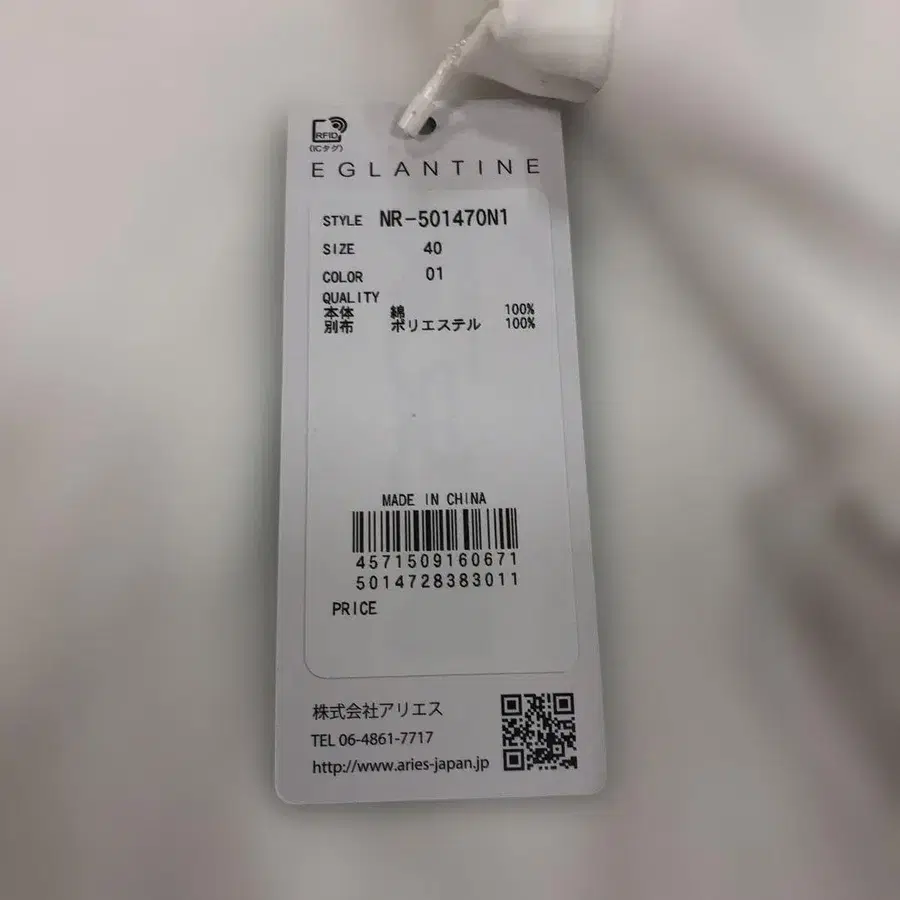 RFID
(ICタグ)
EGLANTINE
STYLE NR-501470N1
SIZE 40
COLOR 01
QUALITY
本体 綿 100%
別布 ポリエステル 100%
MADE IN CHINA
4571509160671
5014728383011
PRICE
株式会社アリエス
TEL 06-4861-7717
http://www.aries-japan.jp